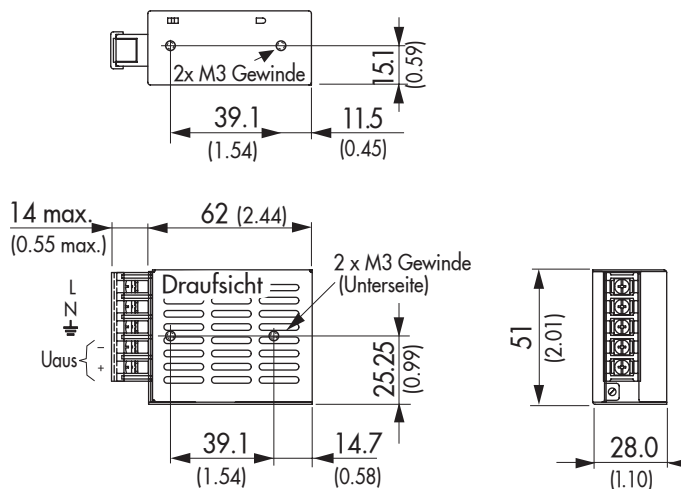 2x M3 Gewinde
15.1
(0.59)
39.1
(1.54)
11.5
(0.45)
14 max.
(0.55 max.)
62 (2.44)
Draufsicht
2 x M3 Gewinde
(Unterseite)
L
N
Uaus
–
+
25.25
(0.99)
39.1
(1.54)
14.7
(0.58)
51
(2.01)
28.0
(1.10)